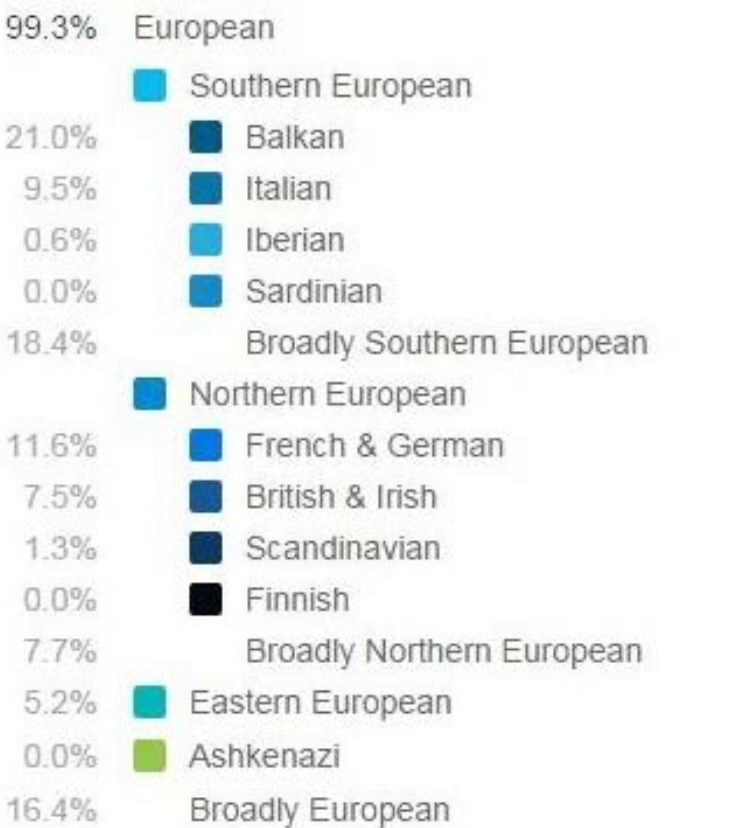 99.3% European
Southern European
21.0% Balkan
9.5% Italian
0.6% Iberian
0.0% Sardinian
18.4% Broadly Southern European
Northern European
11.6% French & German
7.5% British & Irish
1.3% Scandinavian
0.0% Finnish
7.7% Broadly Northern European
5.2% Eastern European
0.0% Ashkenazi
16.4% Broadly European